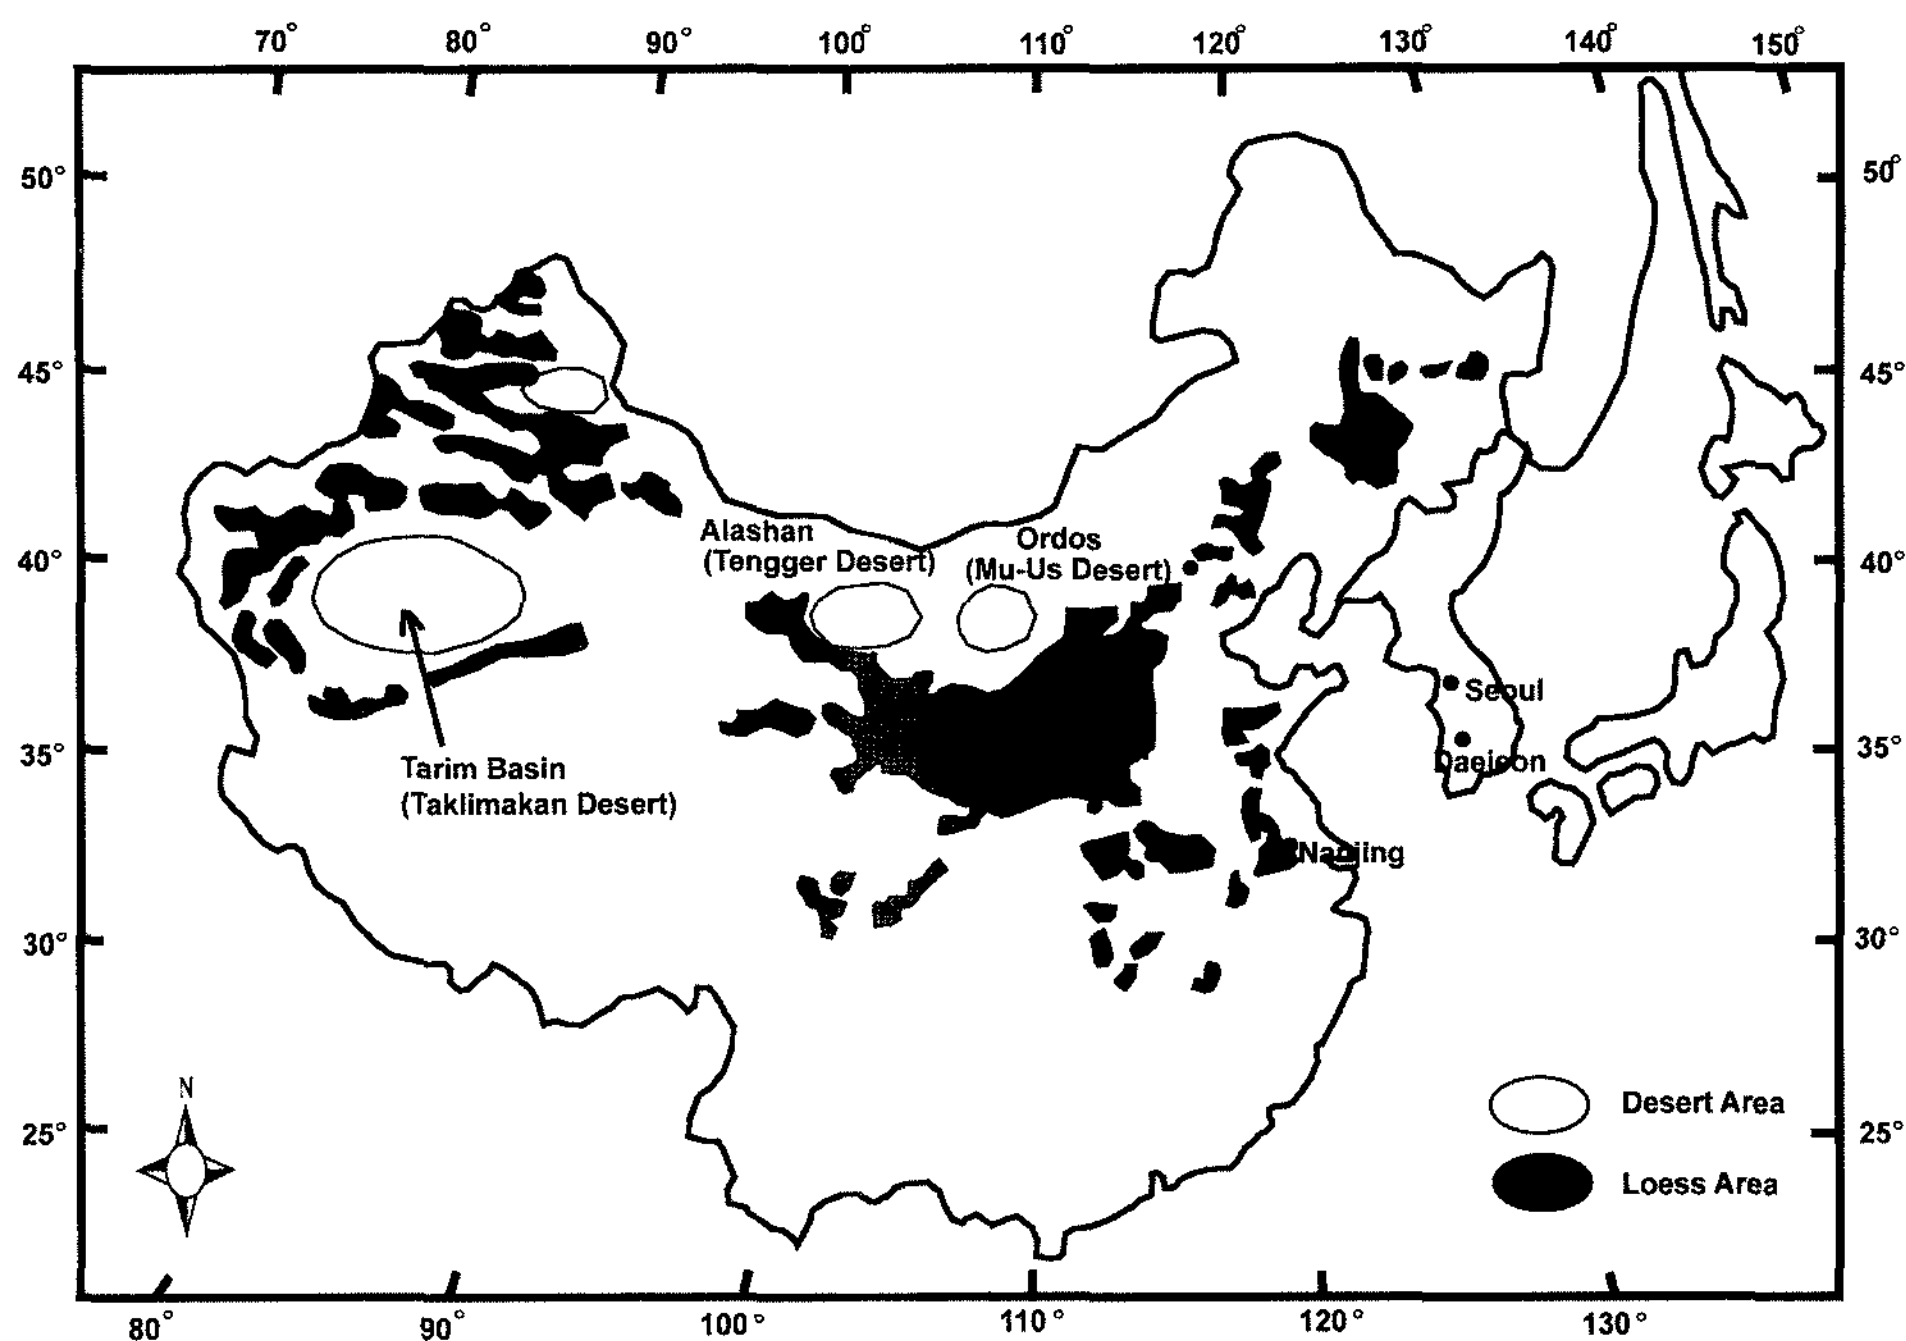 70° 80° 90° 100° 110° 120° 130° 140° 150°
50° 50°
45° 45°
Alashan
(Tengger Desert)
Ordos
(Mu-Us Desert)
40° 40°
Seoul
35° 35°
Daejeon
Tarim Basin
(Taklimakan Desert)
Nanjing
30° 30°
N
25° 25°
Desert Area
Loess Area
80° 90° 100° 110° 120° 130°